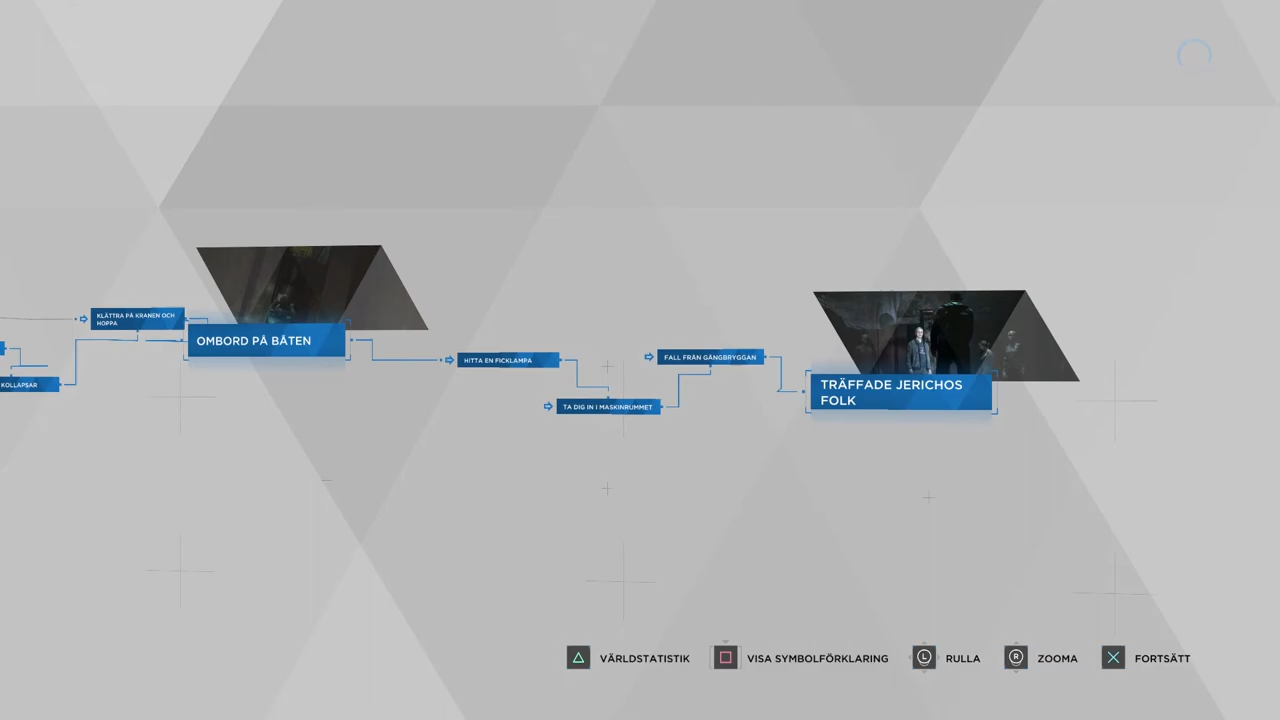 KLÄTTRA PÅ KRANEN OCH
HOPPA
OMBORD PÅ BÅTEN
KOLLAPSAR
HITTA EN FICKLAMPA
TA DIG IN I MASKINRUMMET
FALL FRÅN GÅNGBRYGGAN
TRÄFFADE JERICHOS
FOLK
VÄRLDSTATISTIK
VISA SYMBOLFÖRKLARING
L
RULLA
R
ZOOMA
FORTSÄTT